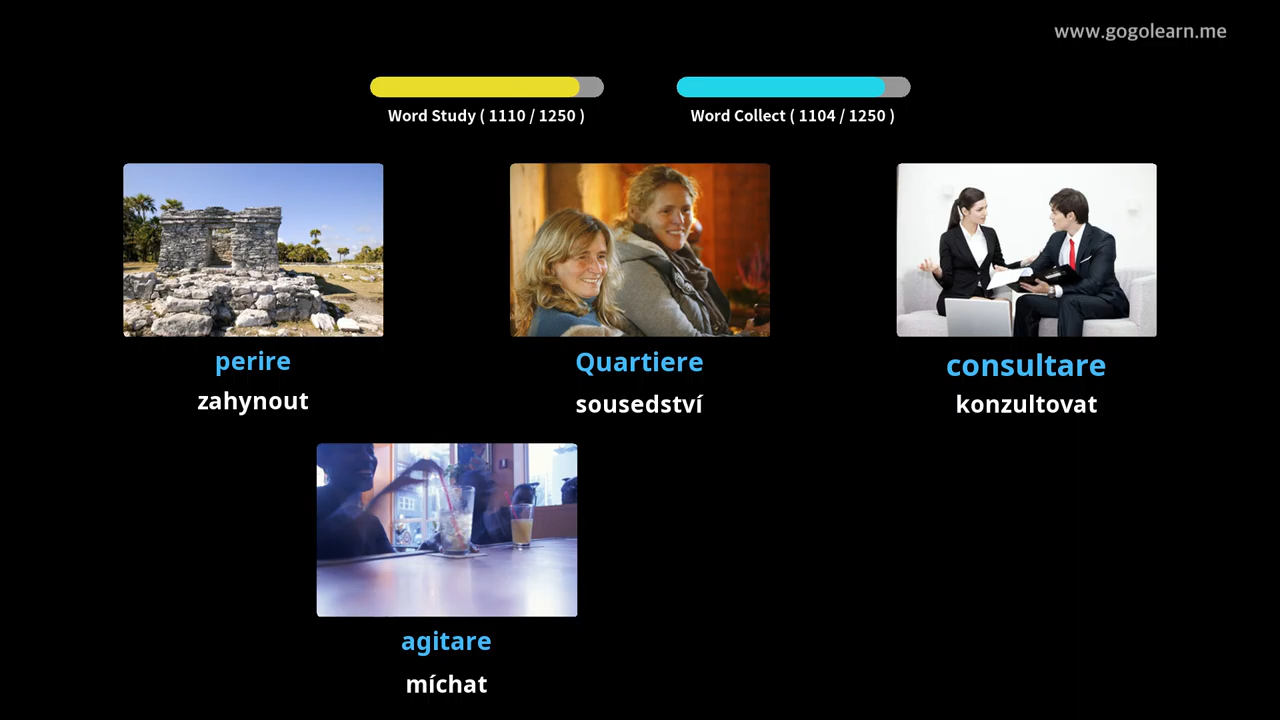 www.gogolearn.me
Word Study ( 1110 / 1250 )
Word Collect ( 1104 / 1250 )
perire
zahynout
Quartiere
sousedství
consultare
konzultovat
agitare
míchat